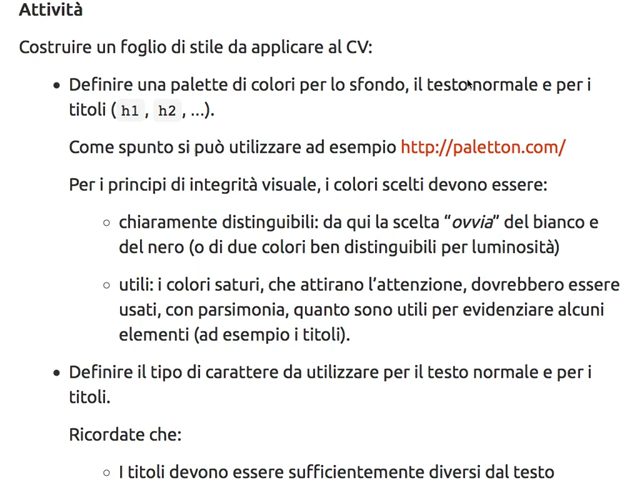 Attività
Costruire un foglio di stile da applicare al CV:
• Definire una palette di colori per lo sfondo, il testo normale e per i
titoli ( h1 , h2 , ...).
Come spunto si può utilizzare ad esempio http://paletton.com/
Per i principi di integrità visuale, i colori scelti devono essere:
◦ chiaramente distinguibili: da qui la scelta “ovvia” del bianco e
del nero (o di due colori ben distinguibili per luminosità)
◦ utili: i colori saturi, che attirano l’attenzione, dovrebbero essere
usati, con parsimonia, quanto sono utili per evidenziare alcuni
elementi (ad esempio i titoli).
• Definire il tipo di carattere da utilizzare per il testo normale e per i
titoli.
Ricordate che:
◦ I titoli devono essere sufficientemente diversi dal testo